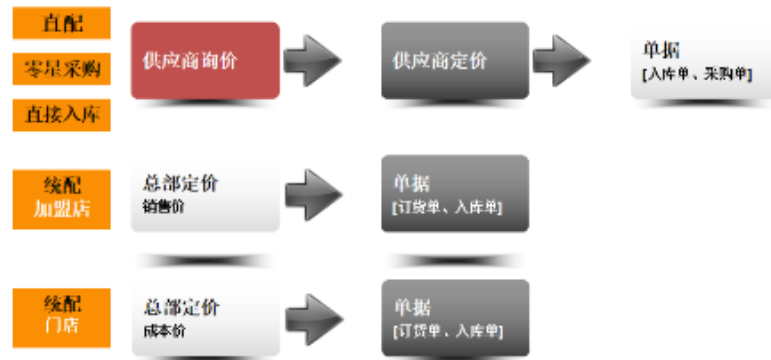 直配
零星采购
直接入库
供应商询价
供应商定价
单据
[入库单、采购单]
统配
加盟店
总部定价
销售价
单据
[订货单、入库单]
统配
门店
总部定价
成本价
单据
[订货单、入库单]